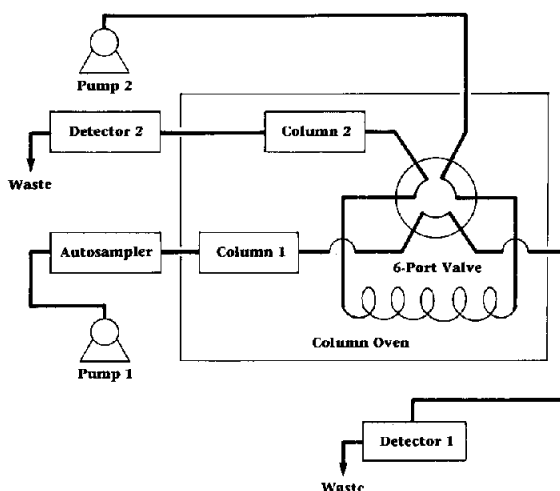 Pump 2
Detector 2
Column 2
Waste
Autosampler
Column 1
6-Port Valve
Column Oven
Pump 1
Detector 1
Waste